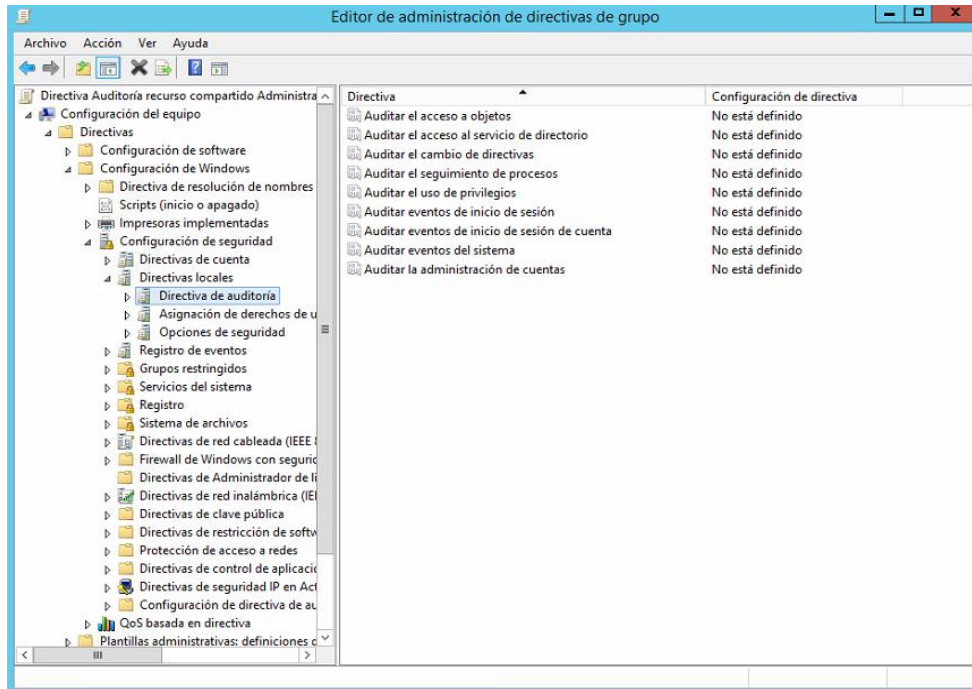 Editor de administración de directivas de grupo
Archivo Acción Ver Ayuda
Directiva Auditoría recurso compartido Administra
Configuración del equipo
Directivas
Configuración de software
Configuración de Windows
Directiva de resolución de nombres
Scripts (inicio o apagado)
Impresoras implementadas
Configuración de seguridad
Directivas de cuenta
Directivas locales
Directiva de auditoría
Asignación de derechos de u
Opciones de seguridad
Registro de eventos
Grupos restringidos
Servicios del sistema
Registro
Sistema de archivos
Directivas de red cableada (IEEE 8
Firewall de Windows con seguric
Directivas de Administrador de li
Directivas de red inalámbrica (IEI
Directivas de clave pública
Directivas de restricción de softw
Protección de acceso a redes
Directivas de control de aplicacic
Directivas de seguridad IP en Act
Configuración de directiva de au
QoS basada en directiva
Plantillas administrativas: definiciones c
Directiva Configuración de directiva
Auditar el acceso a objetos No está definido
Auditar el acceso al servicio de directorio No está definido
Auditar el cambio de directivas No está definido
Auditar el seguimiento de procesos No está definido
Auditar el uso de privilegios No está definido
Auditar eventos de inicio de sesión No está definido
Auditar eventos de inicio de sesión de cuenta No está definido
Auditar eventos del sistema No está definido
Auditar la administración de cuentas No está definido